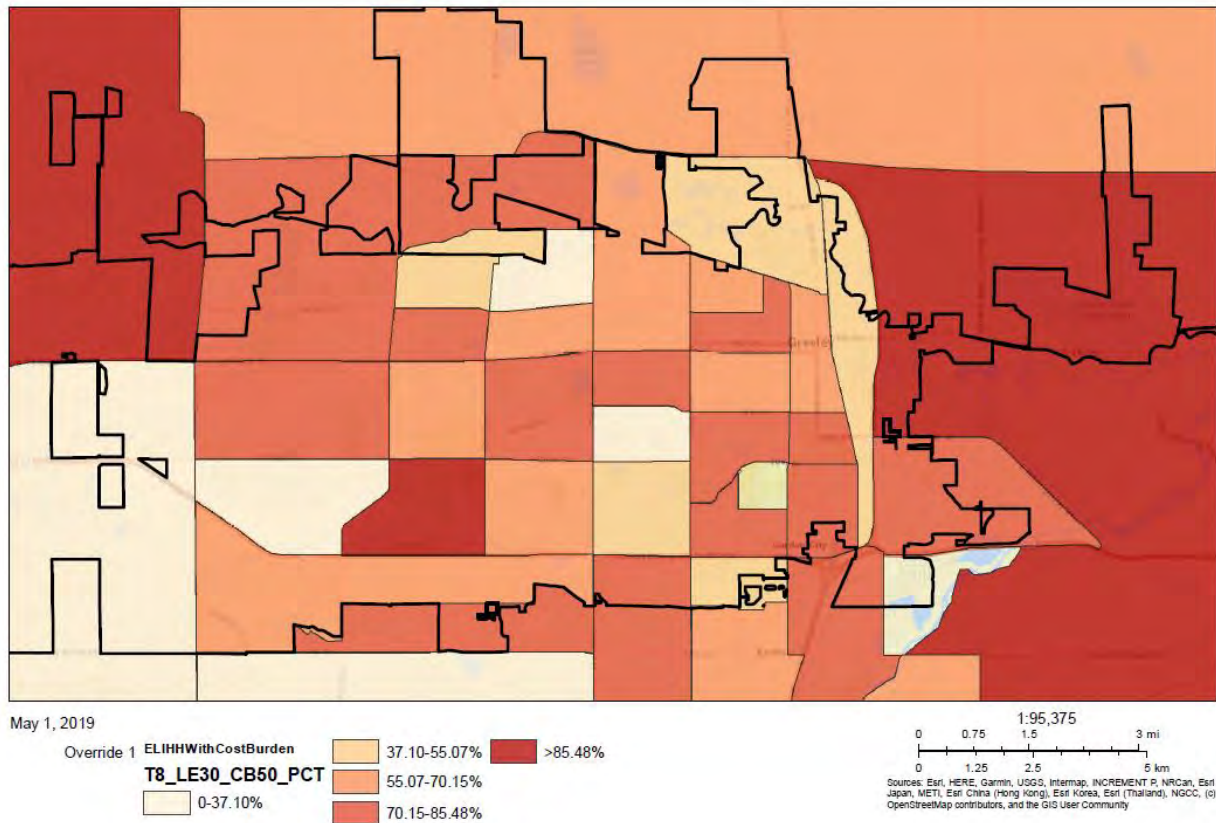 Greeley
May 1, 2019
Override 1 ELIHHWithCostBurden
T8_LE30_CB50_PCT
0-37.10%
37.10-55.07%
55.07-70.15%
70.15-85.48%
>85.48%
1:95,375
0 0.75 1.5 3 mi
0 1.25 2.5 5 km
Sources: Esri, HERE, Garmin, USGS, Intermap, INCREMENT P, NRCan, Esri
Japan, METI, Esri China (Hong Kong), Esri Korea, Esri (Thailand), NGCC, (c)
OpenStreetMap contributors, and the GIS User Community